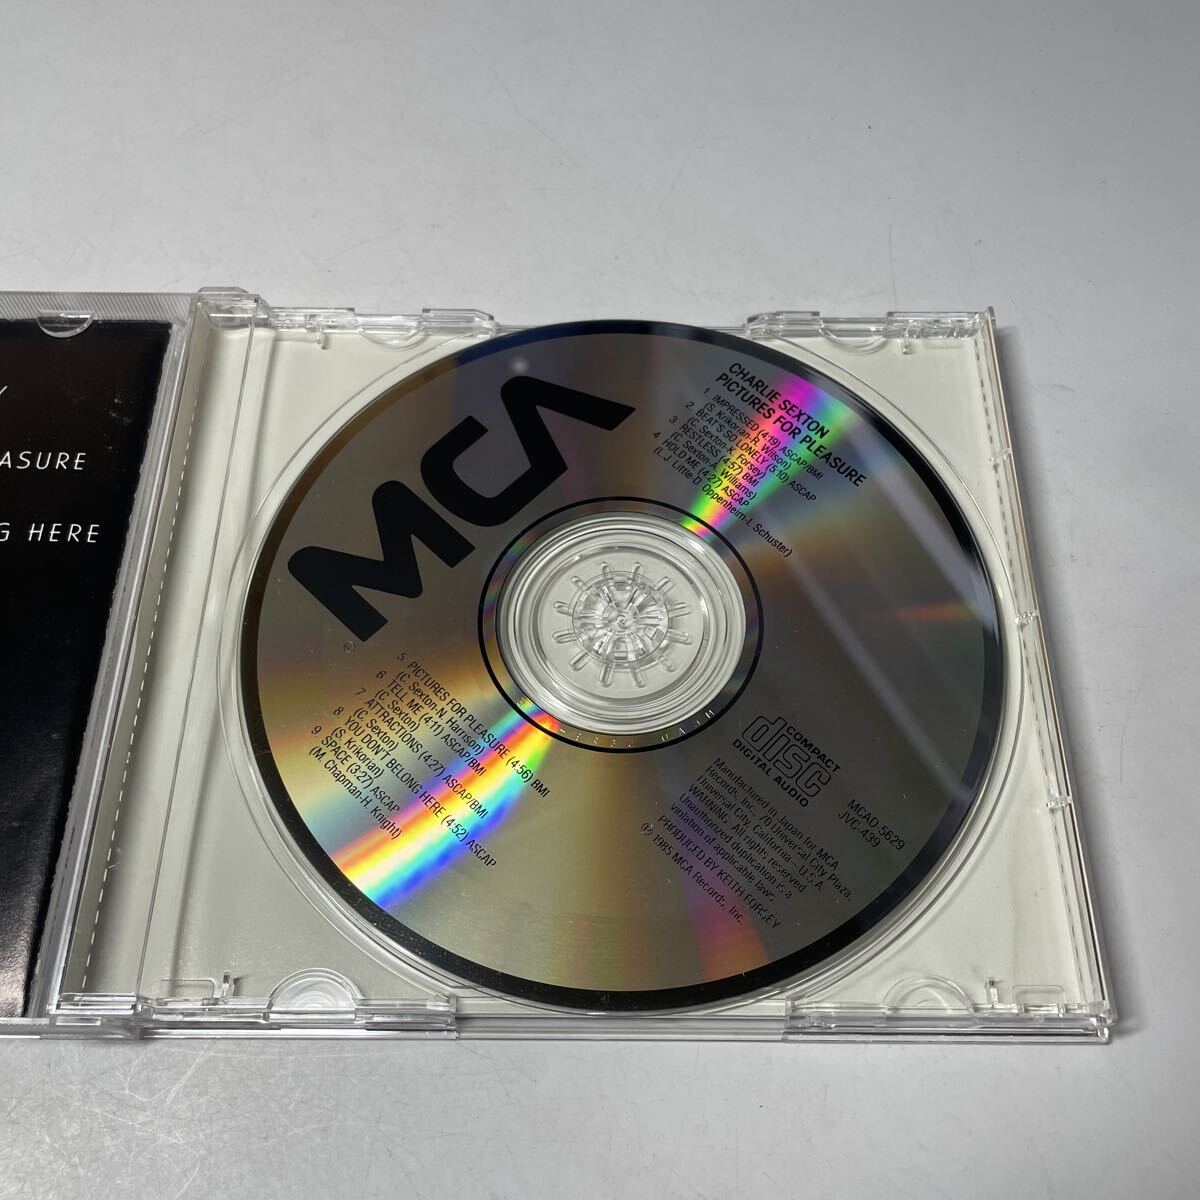 ASURE
G HERE
MCA
CHARLIE SEXTON
PICTURES FOR PLEASURE
1. IMPRESSED (4:19) ASCAP/BMI
(S. Krikorian-R. Wilson)
2. BEAT'S SO LONELY (5:10) ASCAP
(C. Sexton-K. Forsey)
3. RESTLESS (4:57) BMI
(C. Sexton-A. Williams)
4. HOLD ME (4:27) ASCAP
(L.J. Little-D. Oppenheim-I. Schuster)
5. PICTURES FOR PLEASURE (4:56) BMI
(C. Sexton-N. Harrison)
6. TELL ME (4:11) ASCAP/BMI
(C. Sexton)
7. ATTRACTIONS (4:27) ASCAP/BMI
(C. Sexton)
8. YOU DON'T BELONG HERE (4:52) ASCAP
(S. Krikorian)
9. SPACE (3:27) ASCAP
(M. Chapman-H. Knight)
COMPACT
disc
DIGITAL AUDIO
MCAD-5629
JVC-439
Manufactured in Japan for MCA
Records, Inc., 70 Universal City Plaza,
Universal City, California - U.S.A.
WARNING: All rights reserved.
Unauthorized duplication is a
violation of applicable laws.
PRODUCED BY KEITH FORSEY
℗ 1985 MCA Records, Inc.